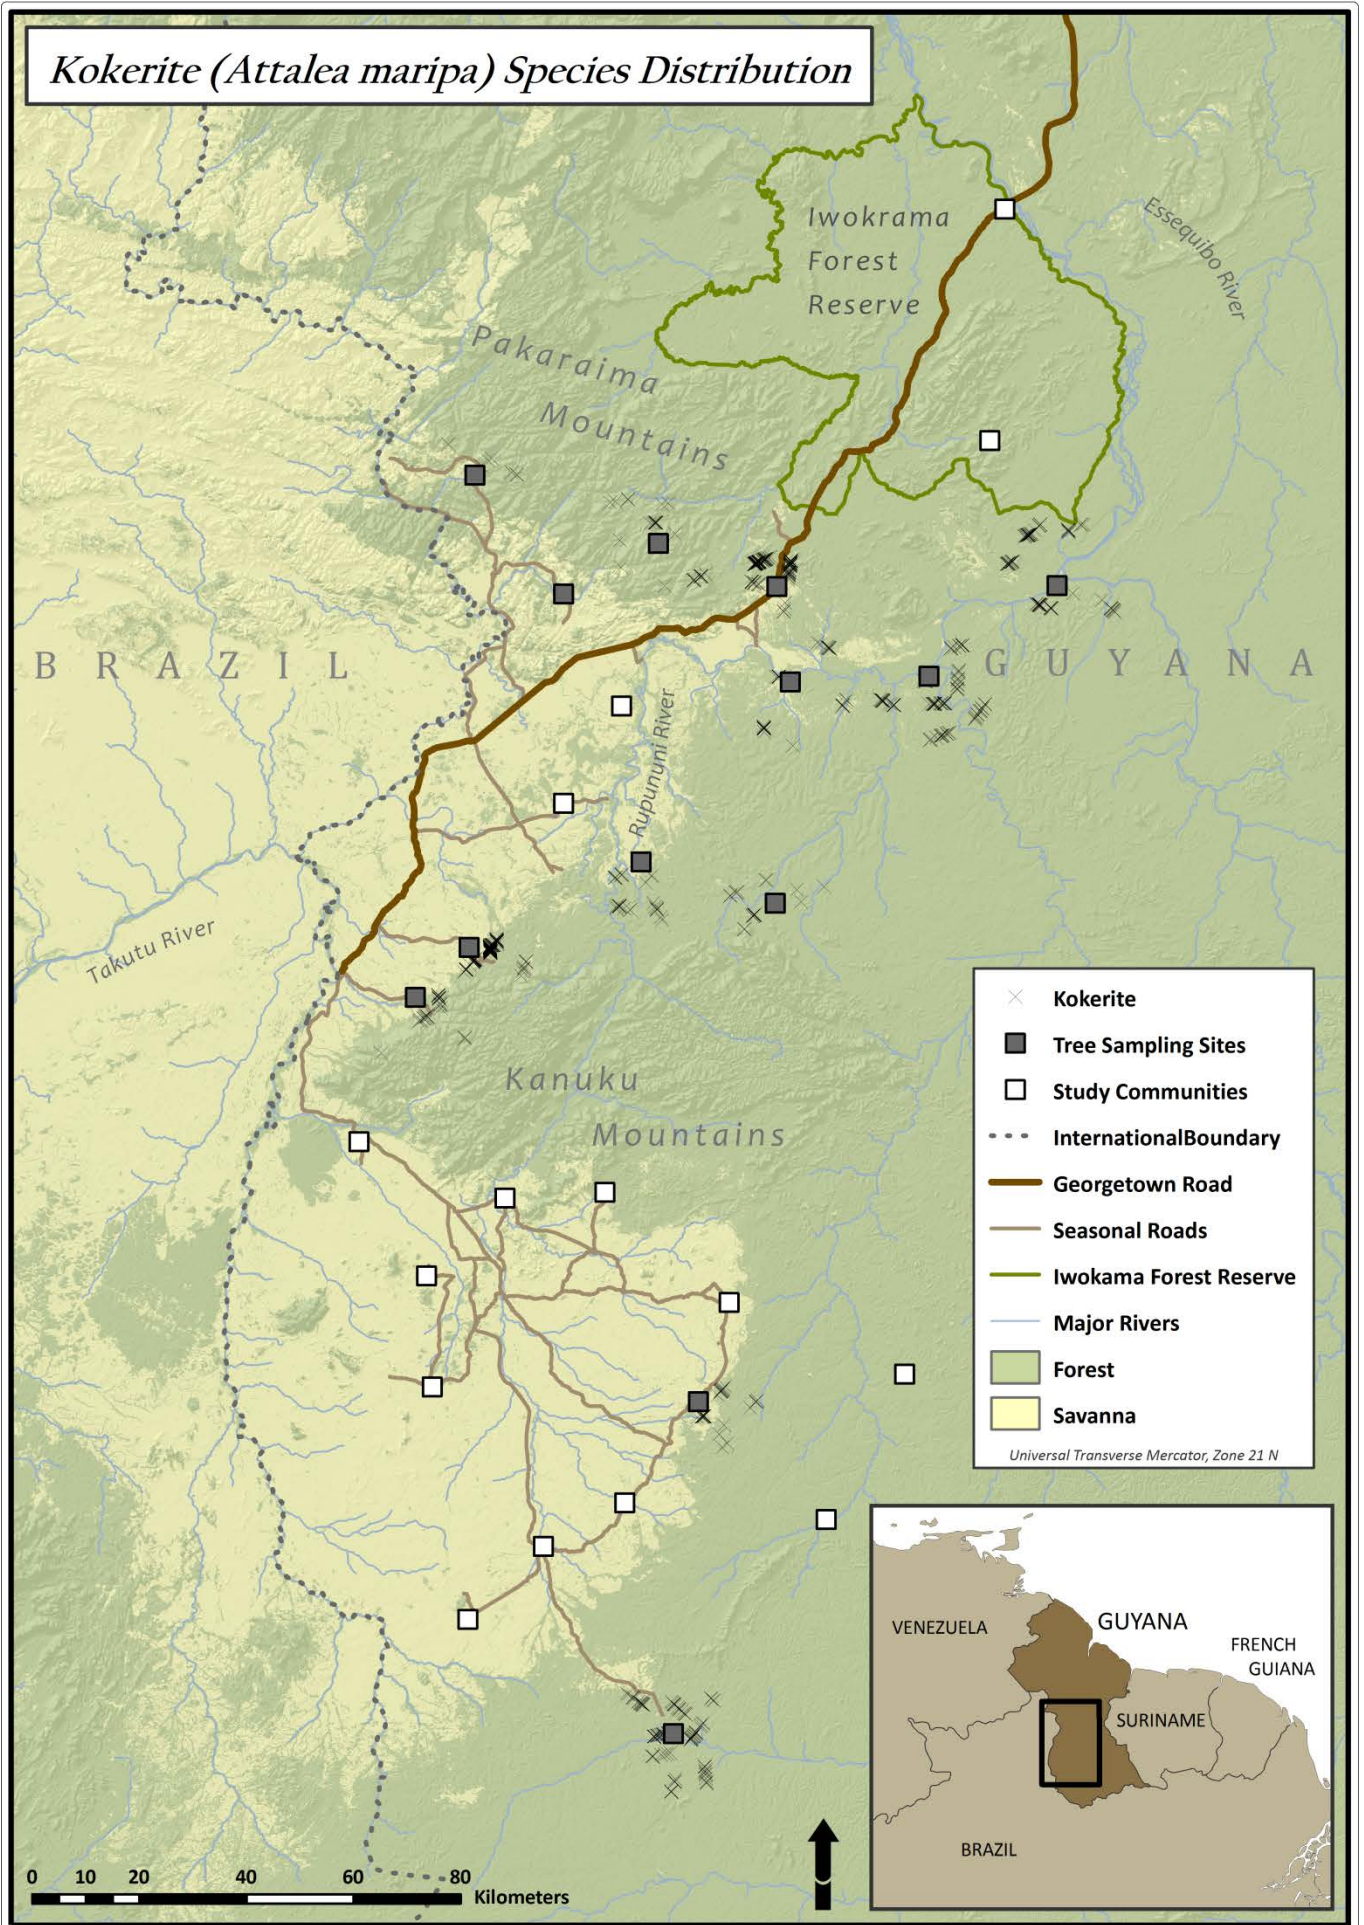 Kokerite (Attalea maripa) Species Distribution
Iwokrama
Forest
Reserve
Essequibo River
Pakaraima
Mountains
BRAZIL
GUYANA
Rupununi River
Takutu River
Kanuku
Mountains
Kokerite
Tree Sampling Sites
Study Communities
InternationalBoundary
Georgetown Road
Seasonal Roads
Iwokama Forest Reserve
Major Rivers
Forest
Savanna
Universal Transverse Mercator, Zone 21 N
VENEZUELA
GUYANA
FRENCH
GUIANA
SURINAME
BRAZIL
0 10 20 40 60 80
Kilometers